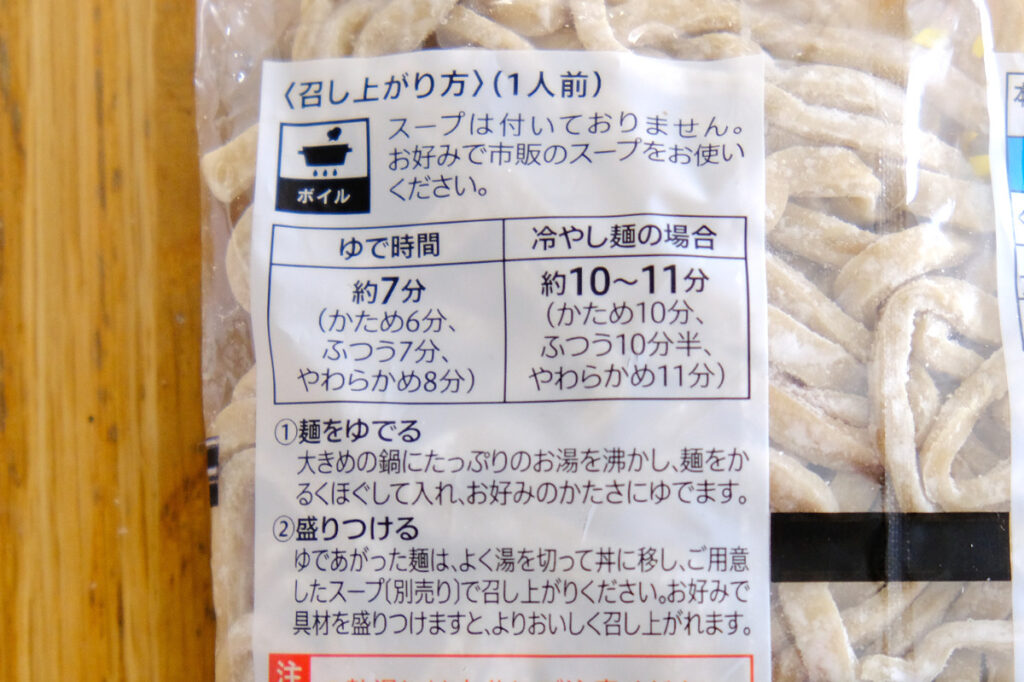 〈召し上がり方〉(1人前)
スープは付いておりません。
お好みで市販のスープをお使い
ください。
ボイル
ゆで時間
約7分
(かため6分、
ふつう7分、
やわらかめ8分)
冷やし麺の場合
約10～11分
(かため10分、
ふつう10分半、
やわらかめ11分)
①麺をゆでる
大きめの鍋にたっぷりのお湯を沸かし、麺をか
るくほぐして入れ、お好みのかたさにゆでます。
②盛りつける
ゆであがった麺は、よく湯を切って丼に移し、ご用意
したスープ(別売り)で召し上がりください。お好みで
具材を盛りつけますと、よりおいしく召し上がれます。
注
本